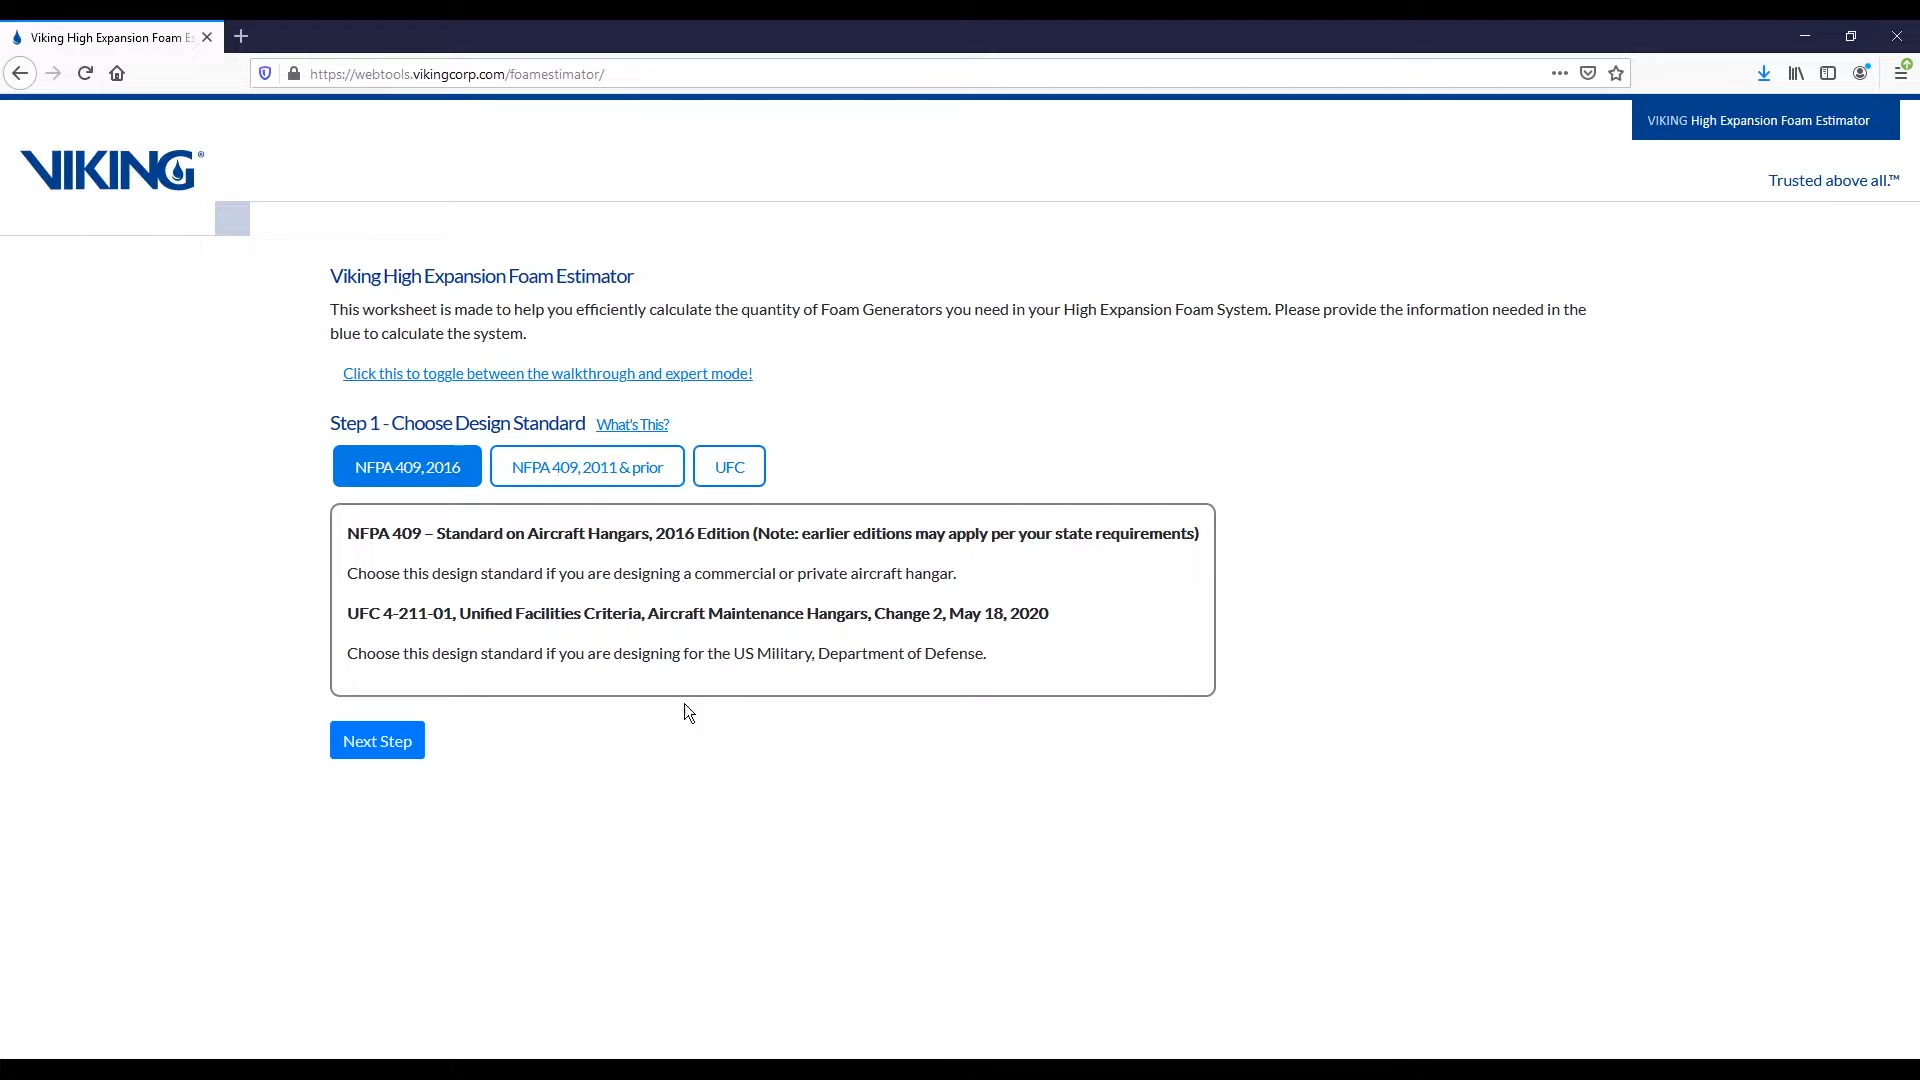 Viking High Expansion Foam Es
https://webtools.vikingcorp.com/foamestimator/
VIKING High Expansion Foam Estimator
VIKING®
Trusted above all.™
Viking High Expansion Foam Estimator
This worksheet is made to help you efficiently calculate the quantity of Foam Generators you need in your High Expansion Foam System. Please provide the information needed in the
blue to calculate the system.
Click this to toggle between the walkthrough and expert mode!
Step 1 - Choose Design Standard What's This?
NFPA 409, 2016 NFPA 409, 2011 & prior UFC
NFPA 409 – Standard on Aircraft Hangars, 2016 Edition (Note: earlier editions may apply per your state requirements)
Choose this design standard if you are designing a commercial or private aircraft hangar.
UFC 4-211-01, Unified Facilities Criteria, Aircraft Maintenance Hangars, Change 2, May 18, 2020
Choose this design standard if you are designing for the US Military, Department of Defense.
Next Step